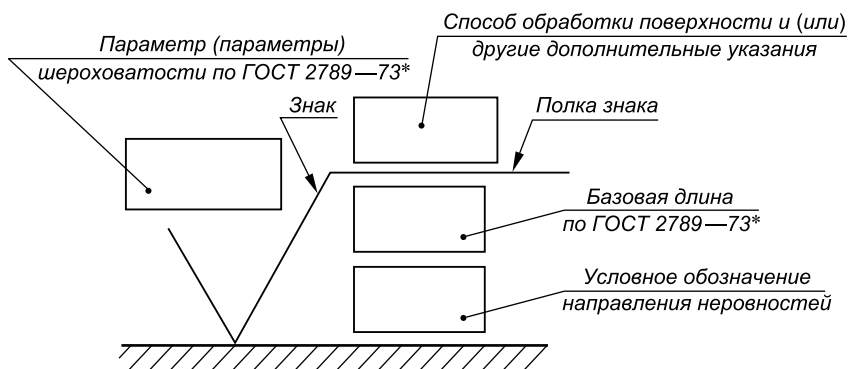 Способ обработки поверхности и (или)
другие дополнительные указания
Параметр (параметры)
шероховатости по ГОСТ 2789—73*
Знак
Полка знака
Базовая длина
по ГОСТ 2789—73*
Условное обозначение
направления неровностей